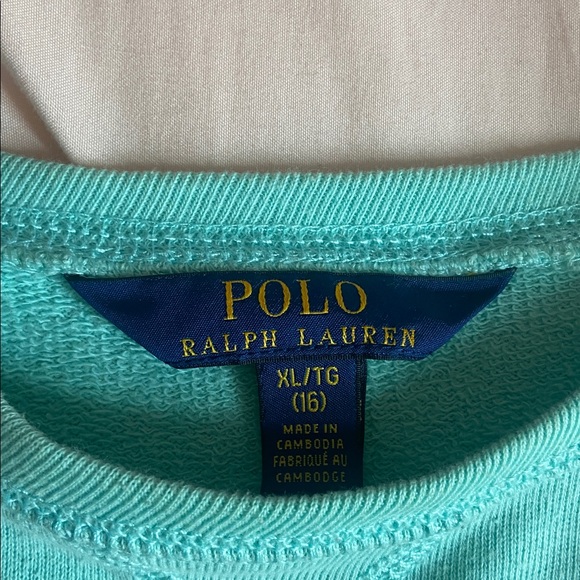 POLO
RALPH LAUREN
XL/TG
(16)
MADE IN
CAMBODIA
FABRIQUÉ AU
CAMBODGE